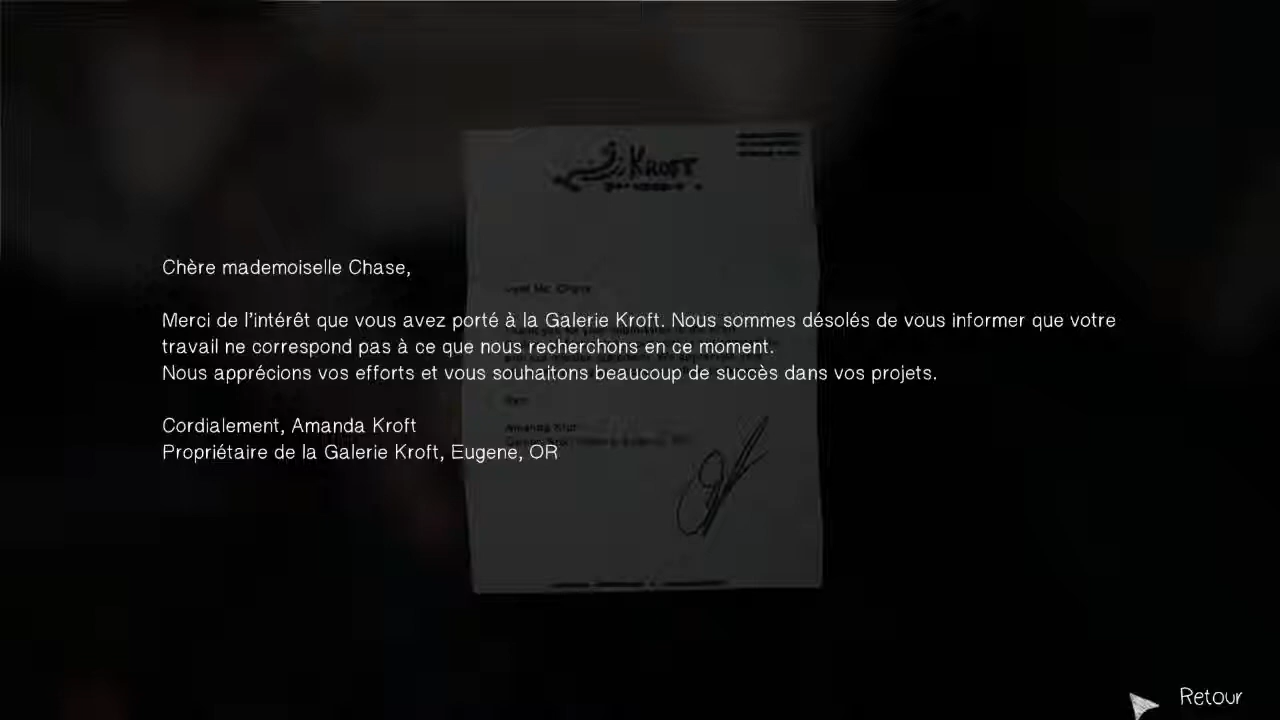 KROFT
Chère mademoiselle Chase,
Merci de l'intérêt que vous avez porté à la Galerie Kroft. Nous sommes désolés de vous informer que votre
travail ne correspond pas à ce que nous recherchons en ce moment.
Nous apprécions vos efforts et vous souhaitons beaucoup de succès dans vos projets.
Cordialement, Amanda Kroft
Propriétaire de la Galerie Kroft, Eugene, OR
Retour